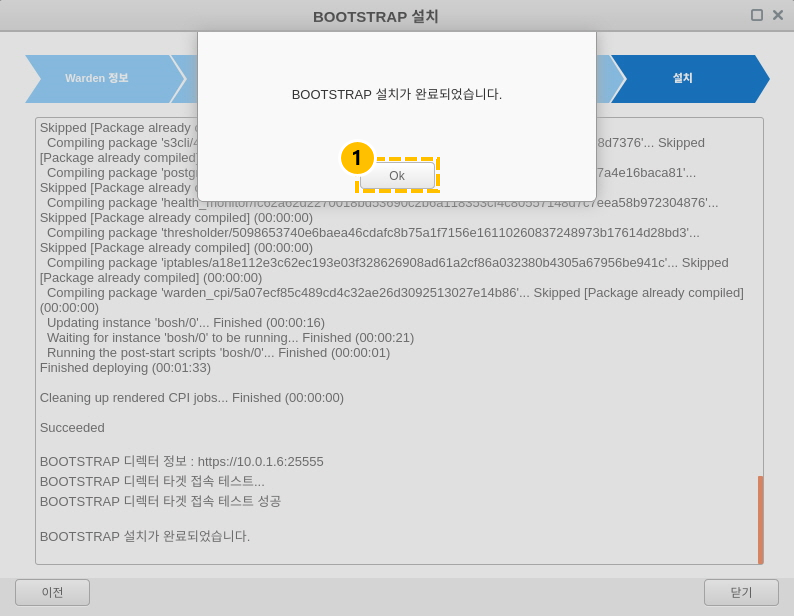 BOOTSTRAP 설치
Warden 정보
설치
BOOTSTRAP 설치가 완료되었습니다.
1
Ok
Skipped [Package already
Compiling package 's3cli/
8d7376'... Skipped
[Package already compiled
Compiling package
7a4e16baca81'...
Skipped [Package already
Compiling package
Skipped [Package already compiled] (00:00:00)
Compiling package 'thresholder/5098653740e6baea46cdafc8b75a1f7156e16110260837248973b17614d28bd3'...
Skipped [Package already compiled] (00:00:00)
Compiling package 'iptables/a18e112e3c62ec193e03f328626908ad61a2cf86a032380b4305a67956be941c'... Skipped
[Package already compiled] (00:00:00)
Compiling package 'warden_cpi/5a07ecf85c489cd4c32ae26d3092513027e14b86'... Skipped [Package already compiled]
(00:00:00)
Updating instance 'bosh/0'... Finished (00:00:16)
Waiting for instance 'bosh/0' to be running... Finished (00:00:21)
Running the post-start scripts 'bosh/0'... Finished (00:00:01)
Finished deploying (00:01:33)
Cleaning up rendered CPI jobs... Finished (00:00:00)
Succeeded
BOOTSTRAP 디렉터 정보 : https://10.0.1.6:25555
BOOTSTRAP 디렉터 타겟 접속 테스트...
BOOTSTRAP 디렉터 타겟 접속 테스트 성공
BOOTSTRAP 설치가 완료되었습니다.
이전
닫기